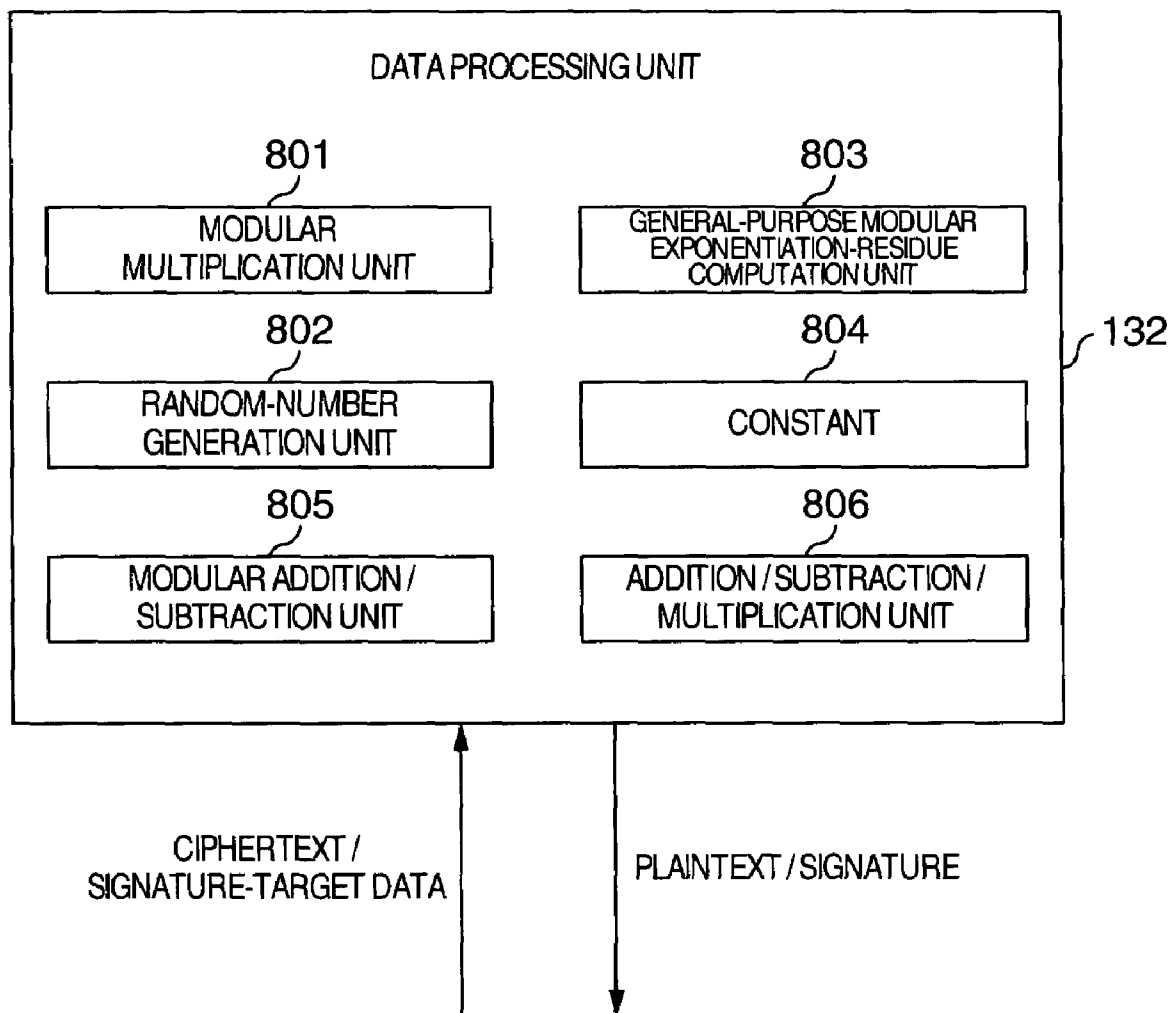 DATA PROCESSING UNIT
801
MODULAR
MULTIPLICATION UNIT
803
GENERAL-PURPOSE MODULAR
EXPONENTIATION-RESIDUE
COMPUTATION UNIT
802
RANDOM-NUMBER
GENERATION UNIT
804
CONSTANT
132
805
MODULAR ADDITION /
SUBTRACTION UNIT
806
ADDITION / SUBTRACTION /
MULTIPLICATION UNIT
CIPHERTEXT /
SIGNATURE-TARGET DATA
PLAINTEXT / SIGNATURE